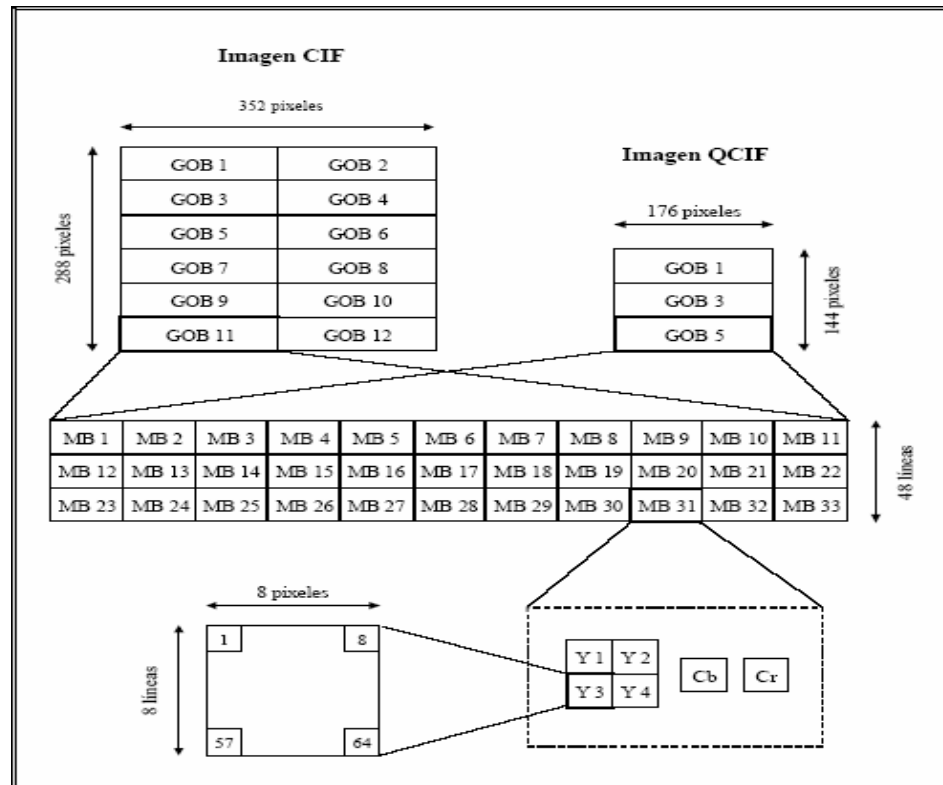 Imagen CIF
352 pixeles
288 pixeles
GOB 1 GOB 2
GOB 3 GOB 4
GOB 5 GOB 6
GOB 7 GOB 8
GOB 9 GOB 10
GOB 11 GOB 12
Imagen QCIF
176 pixeles
GOB 1
GOB 3
GOB 5
144 pixeles
MB 1 MB 2 MB 3 MB 4 MB 5 MB 6 MB 7 MB 8 MB 9 MB 10 MB 11
MB 12 MB 13 MB 14 MB 15 MB 16 MB 17 MB 18 MB 19 MB 20 MB 21 MB 22
MB 23 MB 24 MB 25 MB 26 MB 27 MB 28 MB 29 MB 30 MB 31 MB 32 MB 33
48 líneas
8 pixeles
8 líneas
1 8
57 64
Y 1 Y 2
Y 3 Y 4
Cb Cr